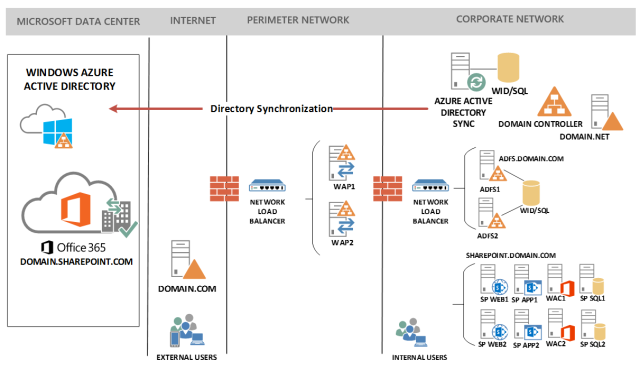 MICROSOFT DATA CENTER
INTERNET
PERIMETER NETWORK
CORPORATE NETWORK
WINDOWS AZURE
ACTIVE DIRECTORY
Directory Synchronization
WID/SQL
AZURE ACTIVE
DIRECTORY
SYNC
DOMAIN CONTROLLER
DOMAIN.NET
Office 365
DOMAIN.SHAREPOINT.COM
DOMAIN.COM
EXTERNAL USERS
NETWORK
LOAD
BALANCER
WAP1
WAP2
NETWORK
LOAD
BALANCER
ADFS.DOMAIN.COM
ADFS1
WID/SQL
ADFS2
SHAREPOINT.DOMAIN.COM
SP WEB1
SP APP1
WAC1
SP SQL1
SP WEB2
SP APP2
WAC2
SP SQL2
INTERNAL USERS